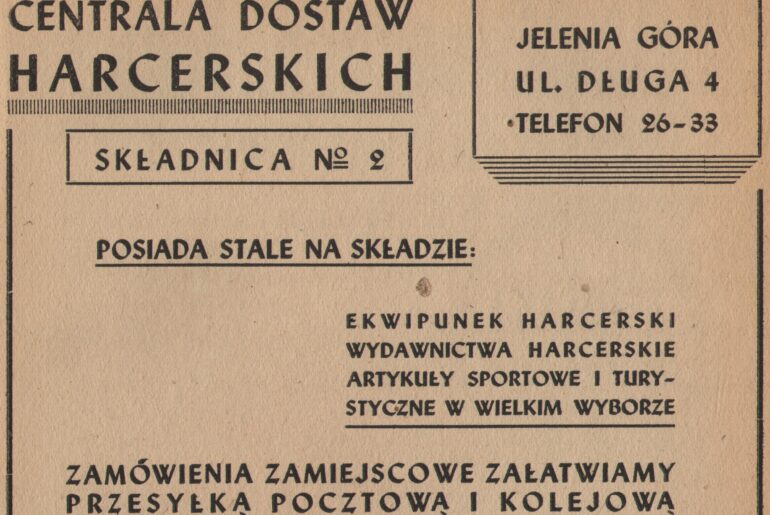 CENTRALA DOSTAW
HARCERSKICH
JELENIA GÓRA
UL. DŁUGA 4
TELEFON 26-33
SKŁADNICA Nº 2
POSIADA STALE NA SKŁADZIE:
EKWIPUNEK HARCERSKI
WYDAWNICTWA HARCERSKIE
ARTYKUŁY SPORTOWE I TURY-
STYCZNE W WIELKIM WYBORZE
ZAMÓWIENIA ZAMIEJSCOWE ZAŁATWIAMY
PRZESYŁKĄ POCZTOWĄ I KOLEJOWĄ